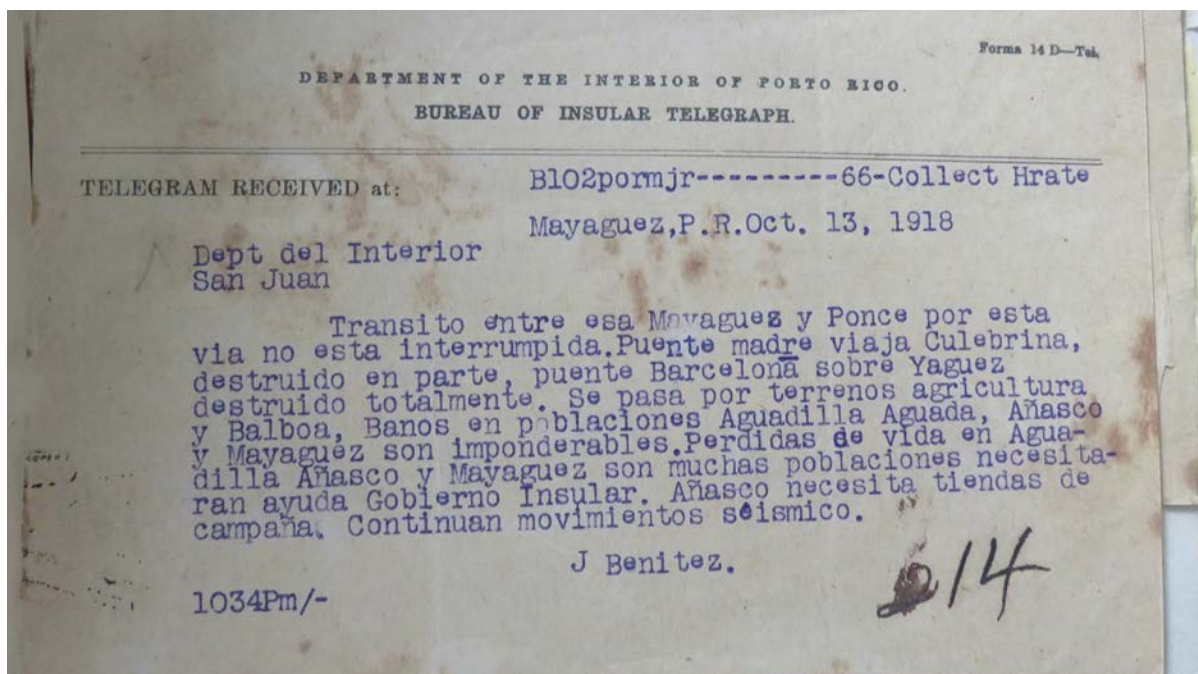 Forma 14 D—Tel.
DEPARTMENT OF THE INTERIOR OF PORTO RICO.
BUREAU OF INSULAR TELEGRAPH.
TELEGRAM RECEIVED at:
B102pormjr---------66-Collect Hrate
Mayaguez,P.R.Oct. 13, 1918
Dept del Interior
San Juan
Transito entre esa Mayaguez y Ponce por esta
via no esta interrumpida.Puente madre viaja Culebrina,
destruido en parte, puente Barcelona sobre Yaguez
destruido totalmente. Se pasa por terrenos agricultura
y Balboa, Banos en poblaciones Aguadilla Aguada, Añasco
y Mayaguez son imponderables.Perdidas de vida en Agua-
dilla Añasco y Mayaguez son muchas poblaciones necesita-
ran ayuda Gobierno Insular. Añasco necesita tiendas de
campaña. Continuan movimientos séismico.
J Benitez.
1034Pm/-
14